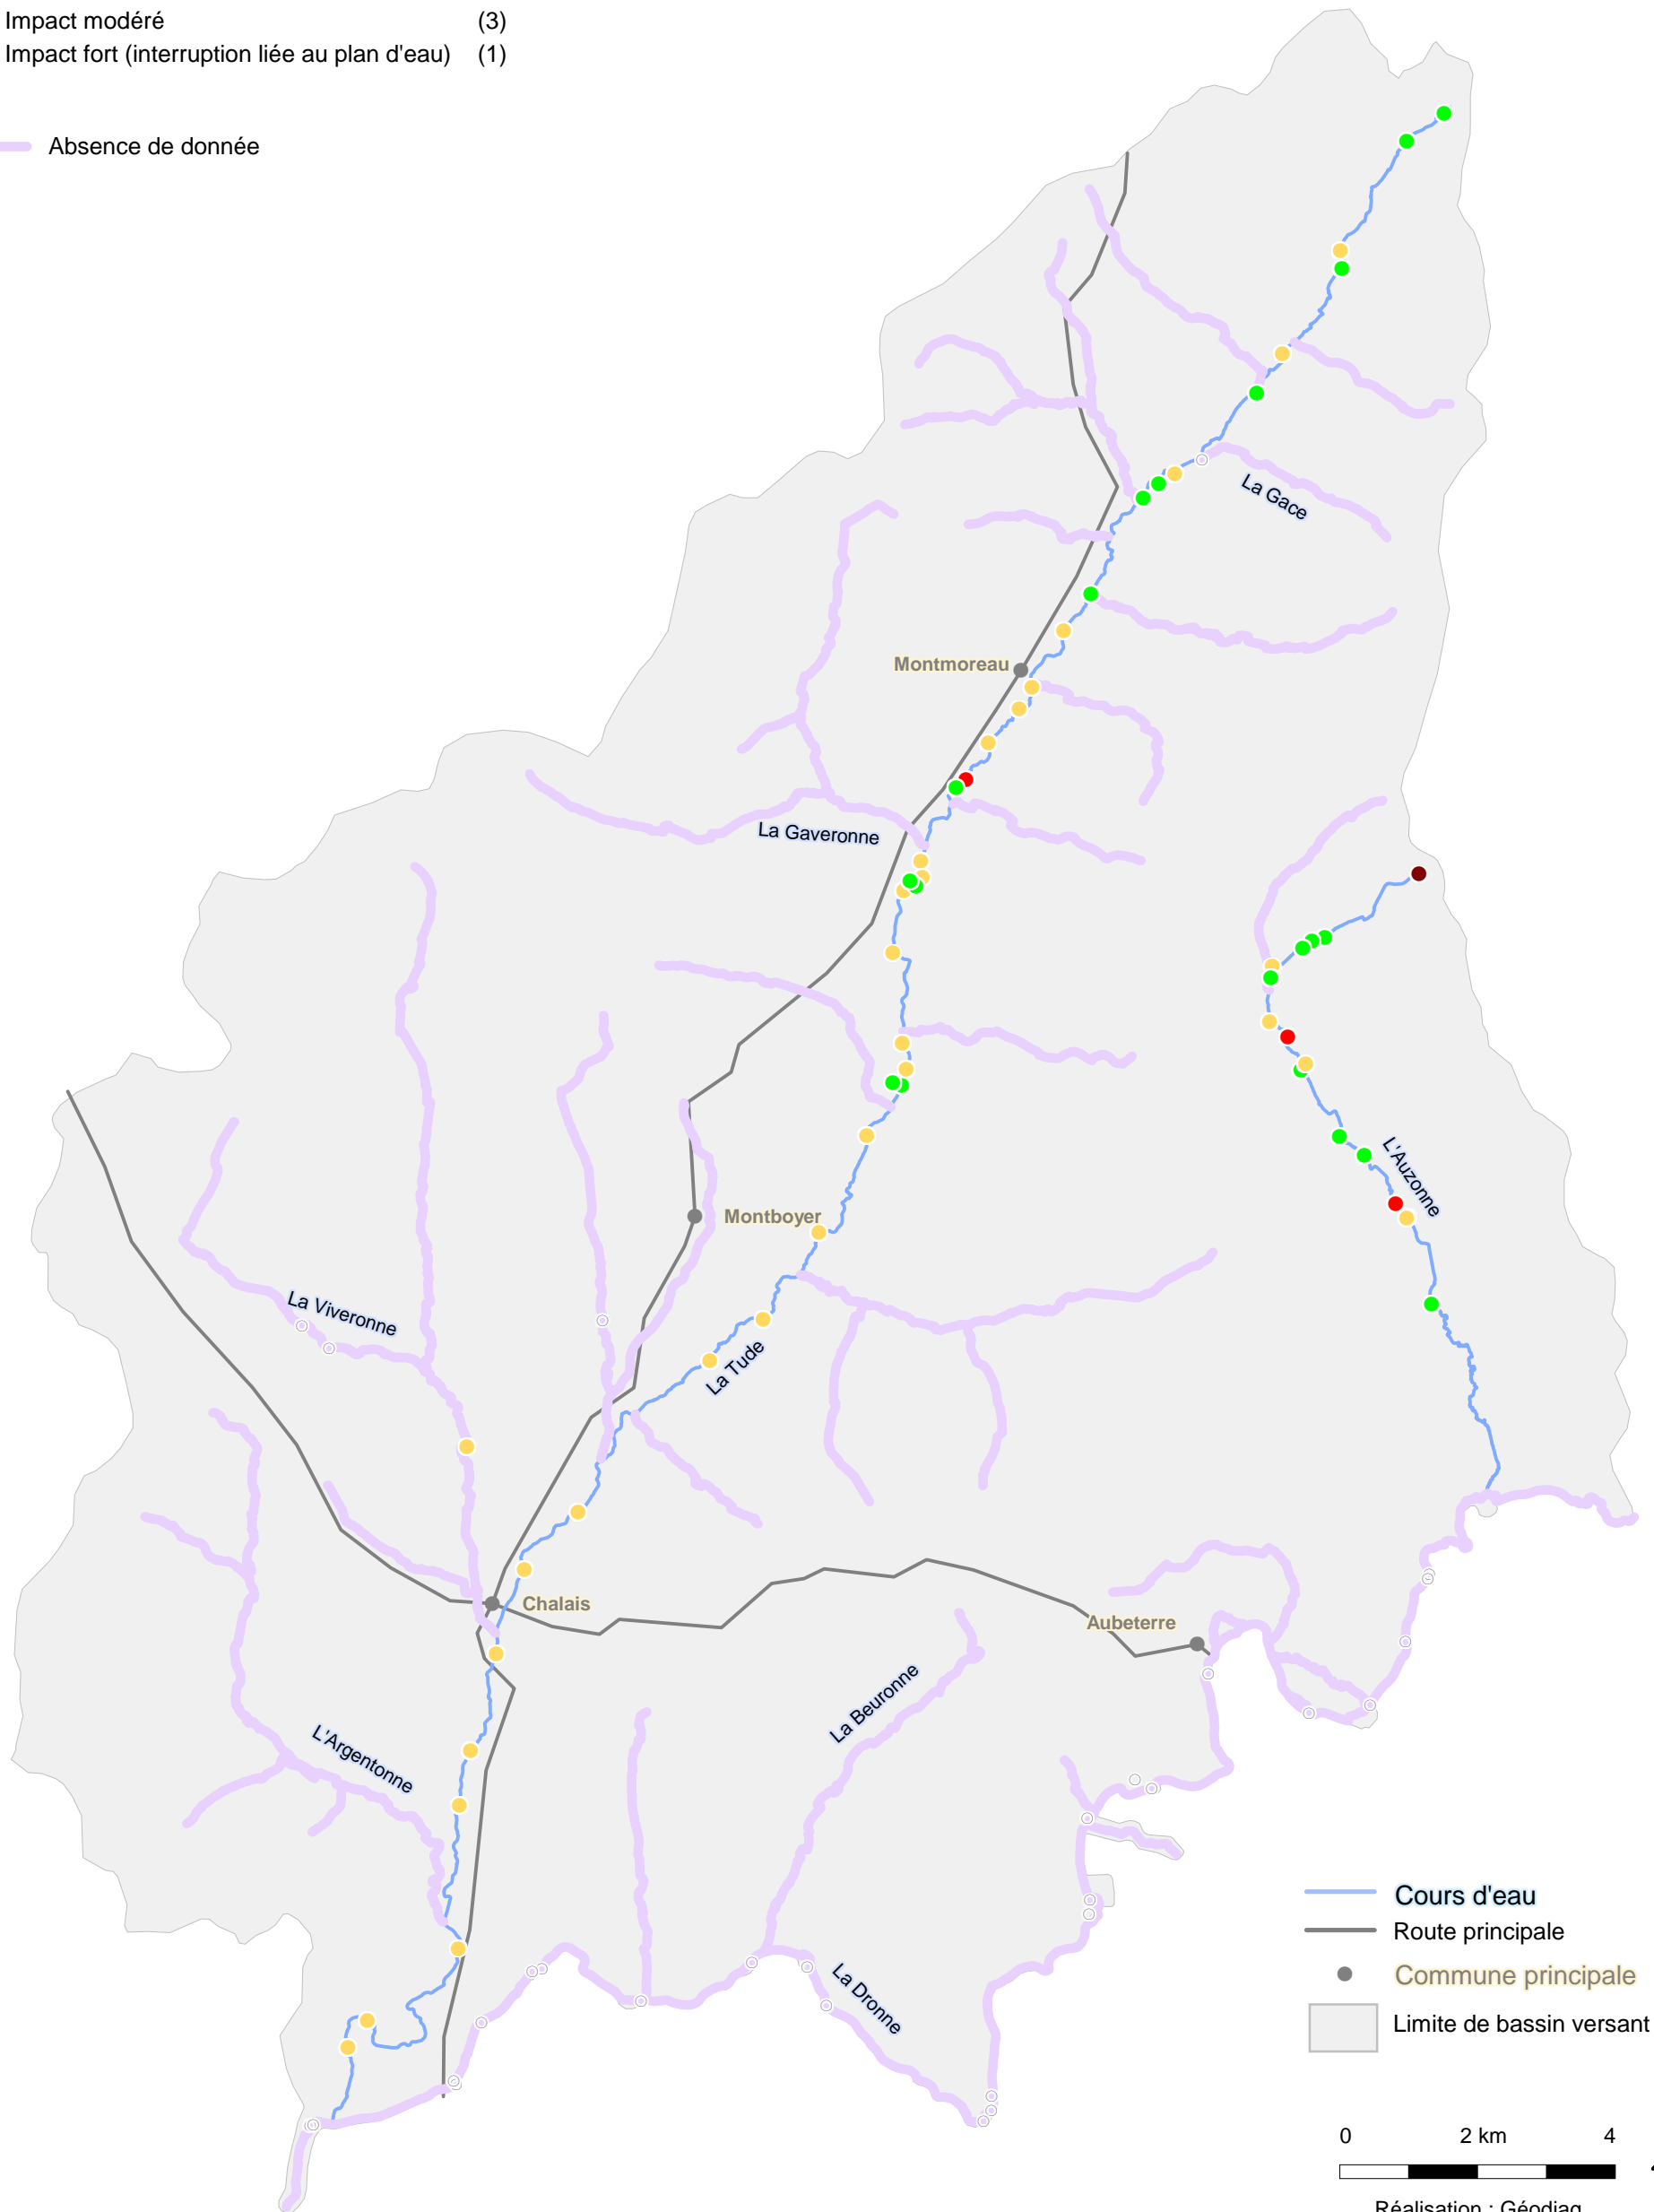 Impact modéré (3)
Impact fort (interruption liée au plan d'eau) (1)
Absence de donnée
La Gace
Montmoreau
La Gaveronne
L'Auzonne
Montboyer
La Viveronne
La Tude
Chalais
Aubeterre
La Beuronne
L'Argentonne
La Dronne
Cours d'eau
Route principale
Commune principale
Limite de bassin versant
0 2 km 4
Réalisation : Géodiag